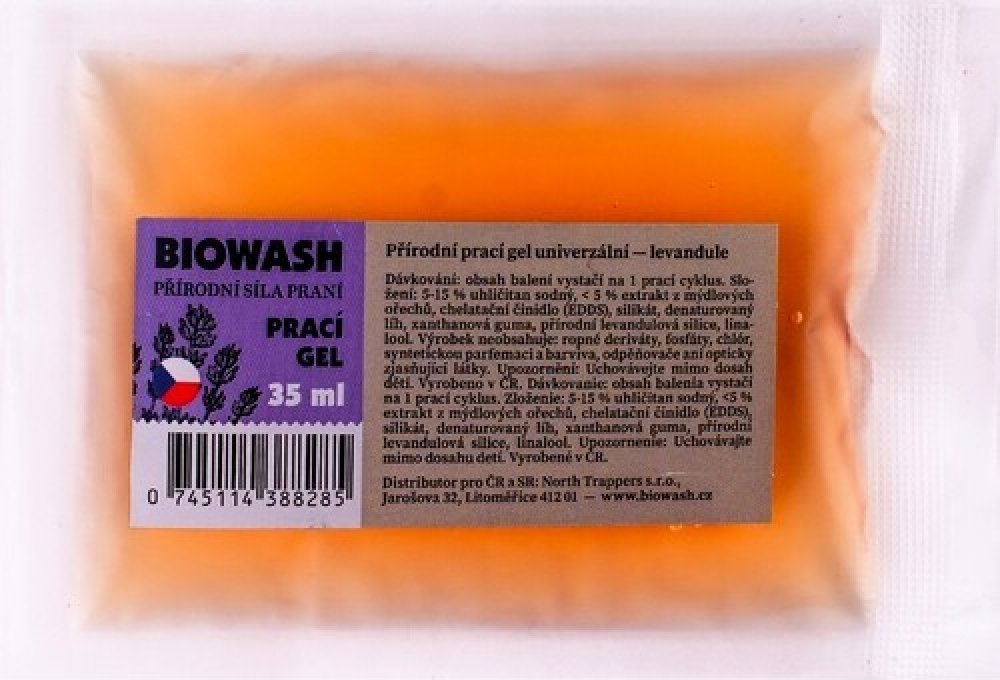 BIOWASH
PŘÍRODNÍ SÍLA PRANÍ
PRACÍ
GEL
35 ml
0 745114 388285
Přírodní prací gel univerzální – levandule
Dávkování: obsah balení vystačí na 1 prací cyklus. Slo-
žení: 5-15 % uhličitan sodný, < 5 % extrakt z mýdlových
ořechů, chelatační činidlo (EDDS), silikát, denaturovaný
líh, xanthanová guma, přírodní levandulová silice, lina-
lool. Výrobek neobsahuje: ropné deriváty, fosfáty, chlór,
syntetickou parfemaci a barviva, odpěňovače ani opticky
zjasňující látky. Upozornění: Uchovávejte mimo dosah
dětí. Vyrobeno v ČR. Dávkovanie: obsah balenia vystačí
na 1 prací cyklus. Zloženie: 5-15 % uhličitan sodný, <5 %
extrakt z mýdlových ořechů, chelatační činidlo (EDDS),
silikát, denaturovaný líh, xanthanová guma, přírodní
levandulová silice, linalool. Upozornenie: Uchovávajte
mimo dosahu detí. Vyrobené v ČR.
Distributor pro ČR a SR: North Trappers s.r.o.,
Jarošova 32, Litoměřice 412 01 – www.biowash.cz